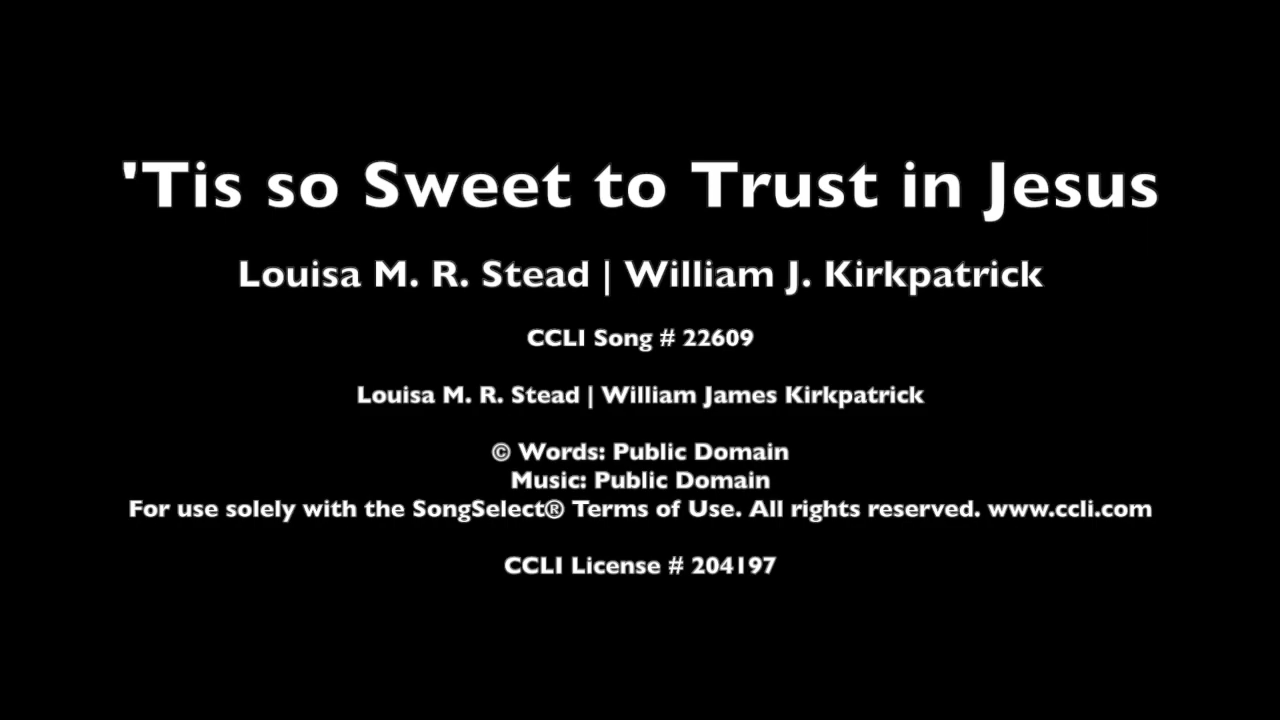 'Tis so Sweet to Trust in Jesus
Louisa M. R. Stead | William J. Kirkpatrick
CCLI Song # 22609
Louisa M. R. Stead | William James Kirkpatrick
© Words: Public Domain
Music: Public Domain
For use solely with the SongSelect® Terms of Use. All rights reserved. www.ccli.com
CCLI License # 204197